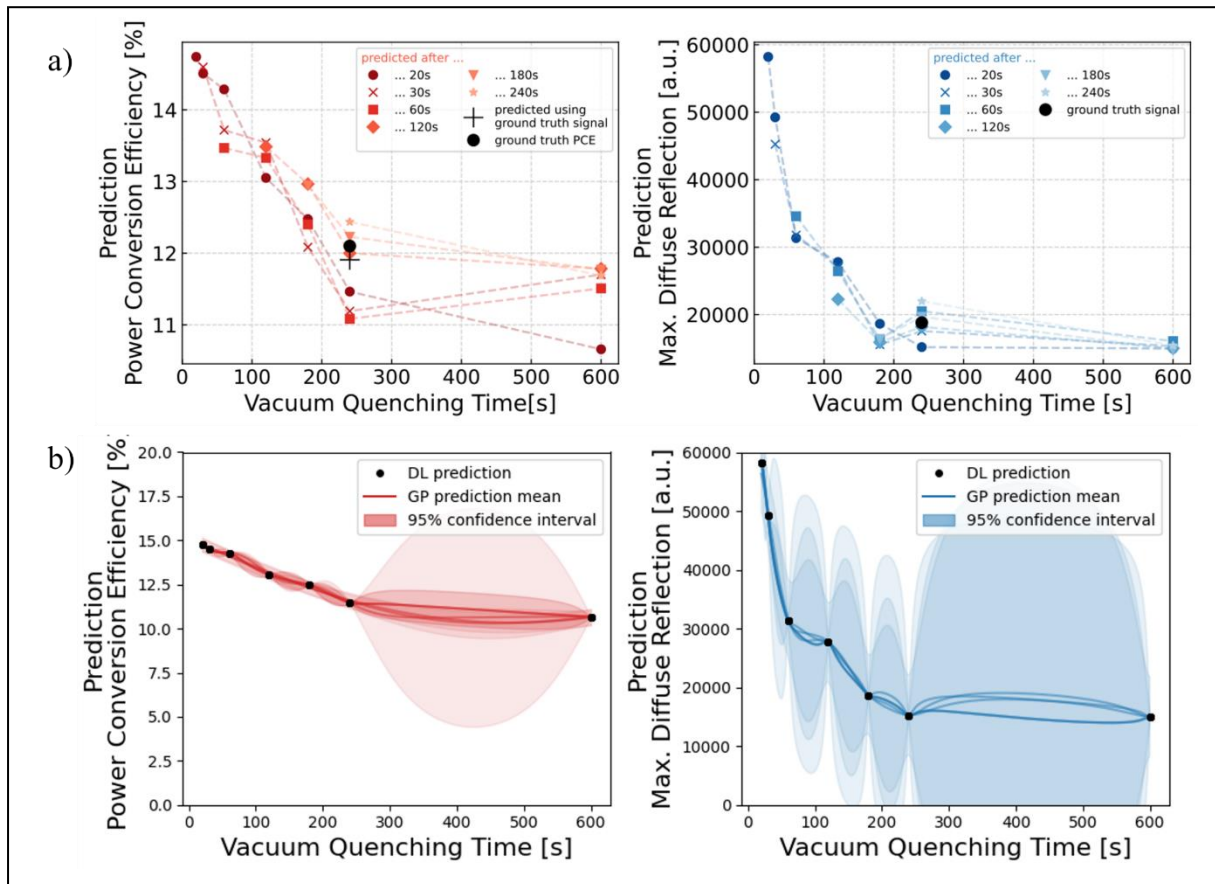 a)
Prediction
Power Conversion Efficiency [%]
14
13
12
11
0 100 200 300 400 500 600
Vacuum Quenching Time[s]
predicted after ...
... 20s
... 30s
... 60s
... 120s
... 180s
... 240s
predicted using
ground truth signal
ground truth PCE
Prediction
Max. Diffuse Reflection [a.u.]
60000
50000
40000
30000
20000
0 100 200 300 400 500 600
Vacuum Quenching Time [s]
predicted after ...
... 20s
... 30s
... 60s
... 120s
... 180s
... 240s
ground truth signal
b)
Prediction
Power Conversion Efficiency [%]
20.0
17.5
15.0
12.5
10.0
7.5
5.0
2.5
0.0
0 100 200 300 400 500 600
Vacuum Quenching Time [s]
DL prediction
GP prediction mean
95% confidence interval
Prediction
Max. Diffuse Reflection [a.u.]
60000
50000
40000
30000
20000
10000
0
0 100 200 300 400 500 600
Vacuum Quenching Time [s]
DL prediction
GP prediction mean
95% confidence interval